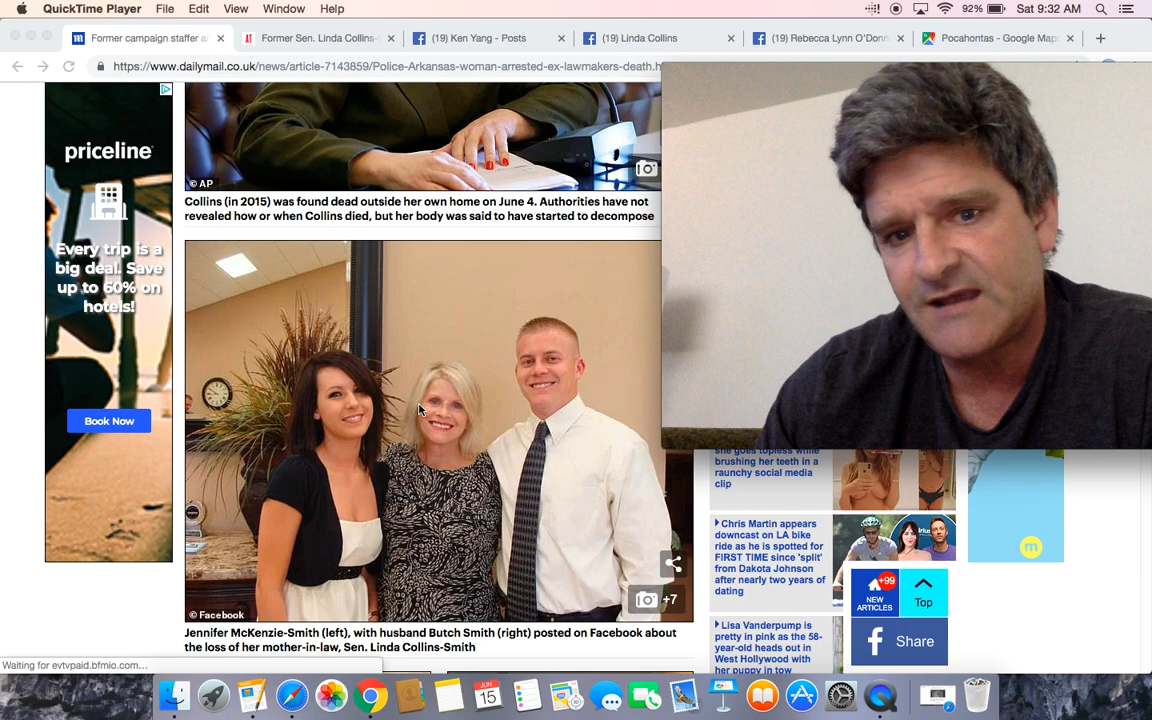 QuickTime Player File Edit View Window Help 92% Sat 9:32 AM
Former campaign staffer a
Former Sen. Linda Collins-
(19) Ken Yang - Posts
(19) Linda Collins
(19) Rebecca Lynn O'Donn
Pocahontas - Google Maps
https://www.dailymail.co.uk/news/article-7143859/Police-Arkansas-woman-arrested-ex-lawmakers-death.h
priceline
Every trip is a
big deal. Save
up to 60% on
hotels!
Book Now
© AP
Collins (in 2015) was found dead outside her own home on June 4. Authorities have not
revealed how or when Collins died, but her body was said to have started to decompose
© Facebook
+7
Jennifer McKenzie-Smith (left), with husband Butch Smith (right) posted on Facebook about
the loss of her mother-in-law, Sen. Linda Collins-Smith
she goes topless while
brushing her teeth in a
raunchy social media
clip
Chris Martin appears
downcast on LA bike
ride as he is spotted for
FIRST TIME since 'split'
from Dakota Johnson
after nearly two years of
dating
Lisa Vanderpump is
pretty in pink as the 58-
year-old heads out in
West Hollywood with
her puppy in tow
m
+99
NEW
ARTICLES
Top
Share
Waiting for evtvpaid.bfmio.com...
JUN
15